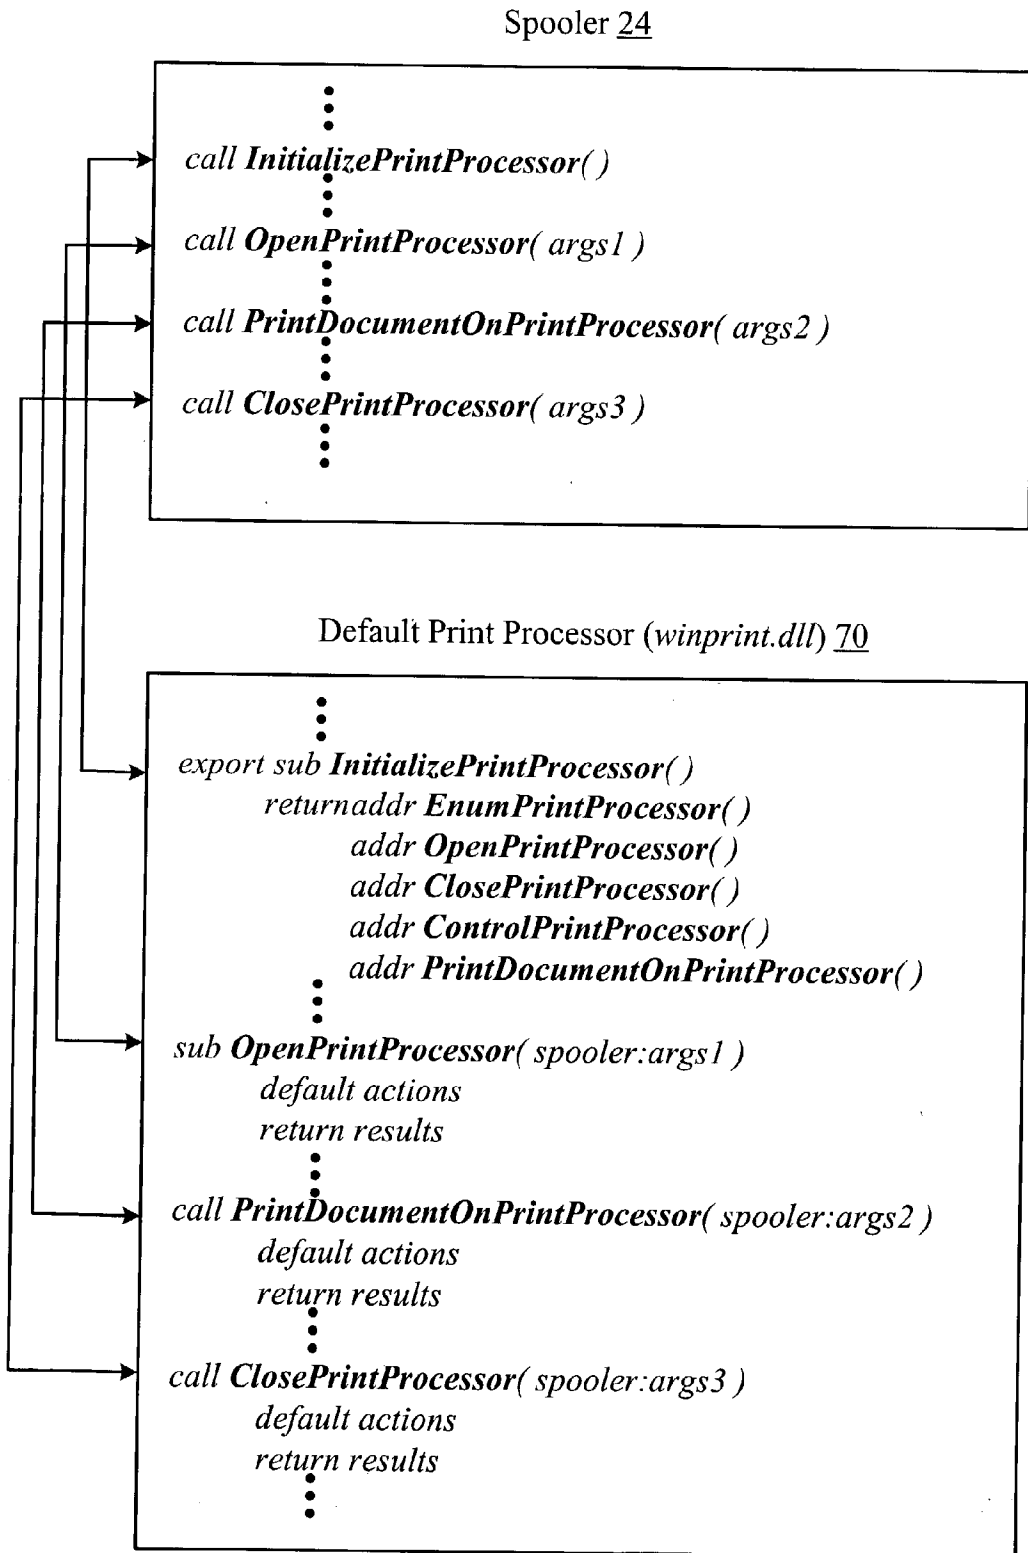 Spooler 24
call InitializePrintProcessor( )
call OpenPrintProcessor( args1 )
call PrintDocumentOnPrintProcessor( args2 )
call ClosePrintProcessor( args3 )
Default Print Processor (winprint.dll) 70
export sub InitializePrintProcessor( )
returnaddr EnumPrintProcessor( )
addr OpenPrintProcessor( )
addr ClosePrintProcessor( )
addr ControlPrintProcessor( )
addr PrintDocumentOnPrintProcessor( )
sub OpenPrintProcessor( spooler:args1 )
default actions
return results
call PrintDocumentOnPrintProcessor( spooler:args2 )
default actions
return results
call ClosePrintProcessor( spooler:args3 )
default actions
return results